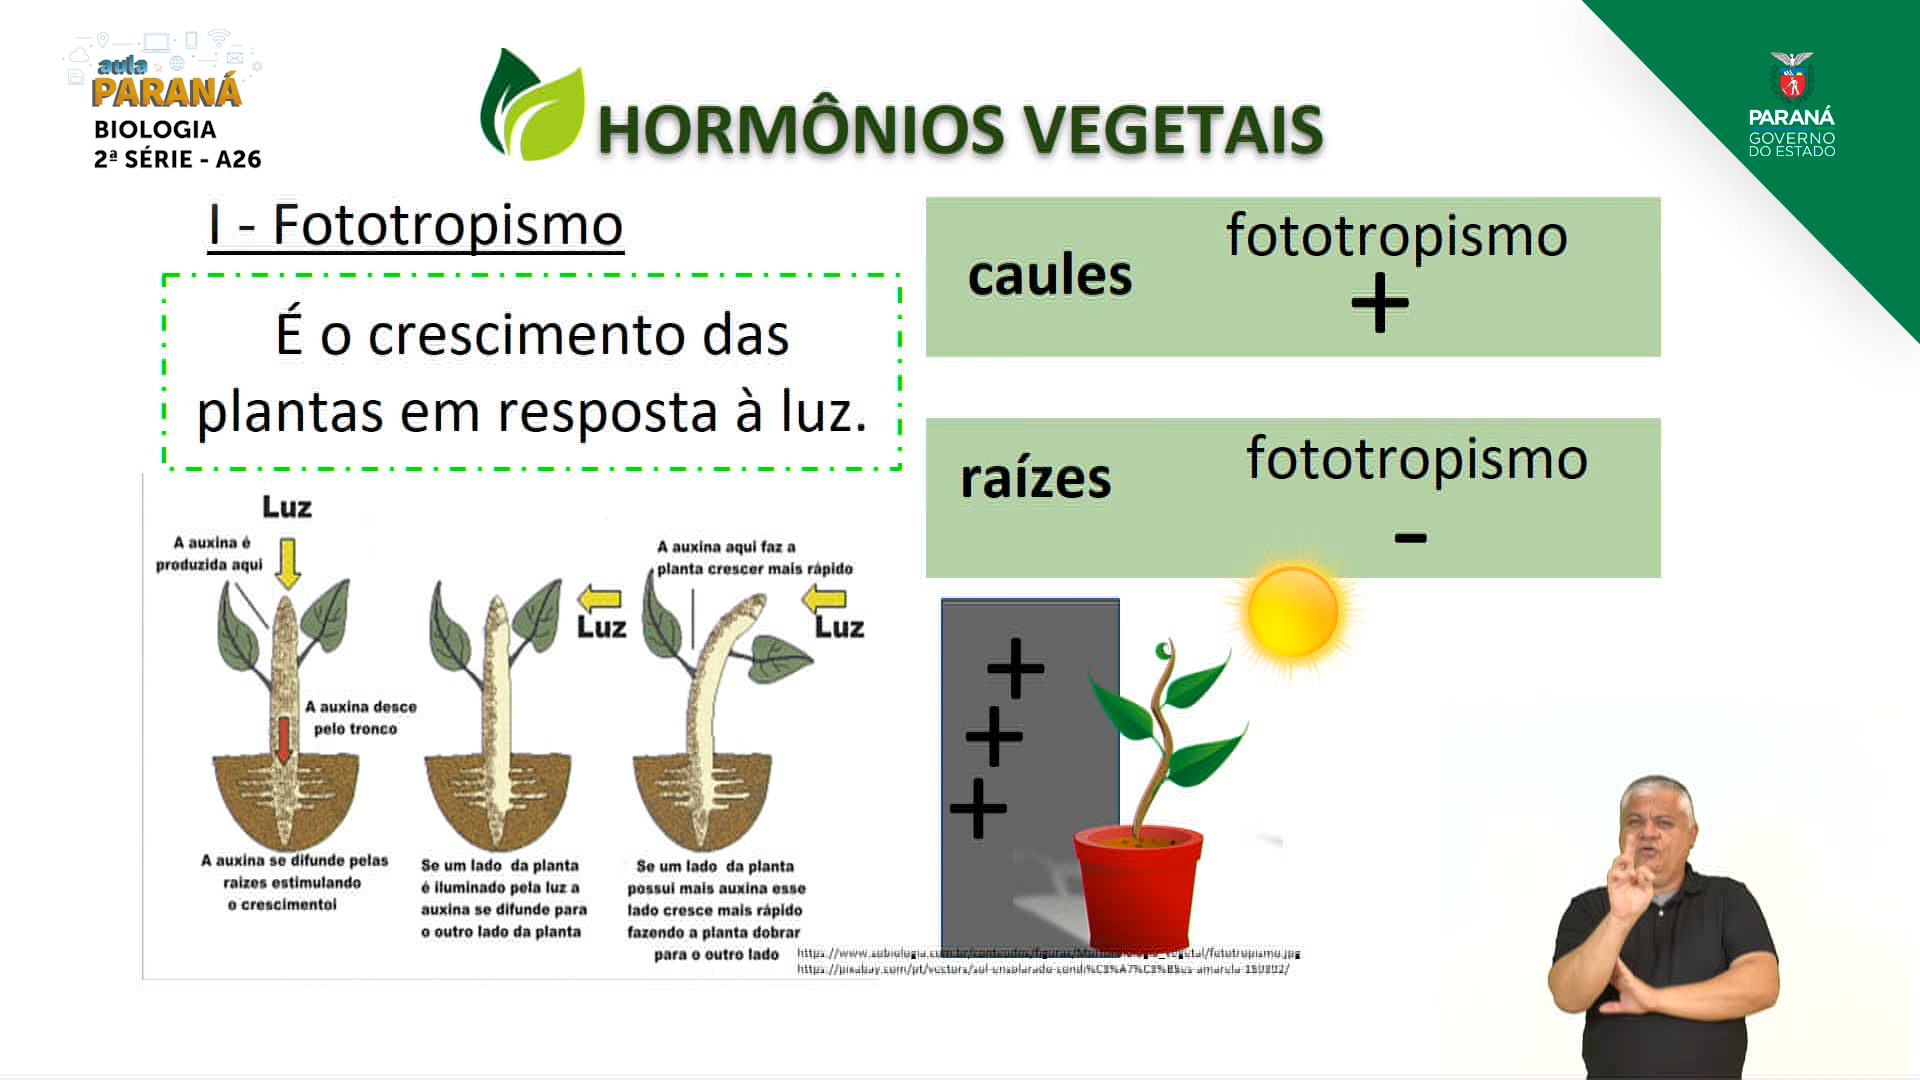 aula
PARANÁ
BIOLOGIA
2ª SÉRIE - A26
HORMÔNIOS VEGETAIS
PARANÁ
GOVERNO
DO ESTADO
I - Fototropismo
É o crescimento das
plantas em resposta à luz.
caules
fototropismo
+
raízes
fototropismo
-
Luz
A auxina é
produzida aqui
A auxina desce
pelo tronco
A auxina se difunde pelas
raizes estimulando
o crescimentoi
Luz
Se um lado da planta
é iluminado pela luz a
auxina se difunde para
o outro lado da planta
A auxina aqui faz a
planta crescer mais rápido
Luz
Se um lado da planta
possui mais auxina esse
lado cresce mais rápido
fazendo a planta dobrar
para o outro lado
+
+
+